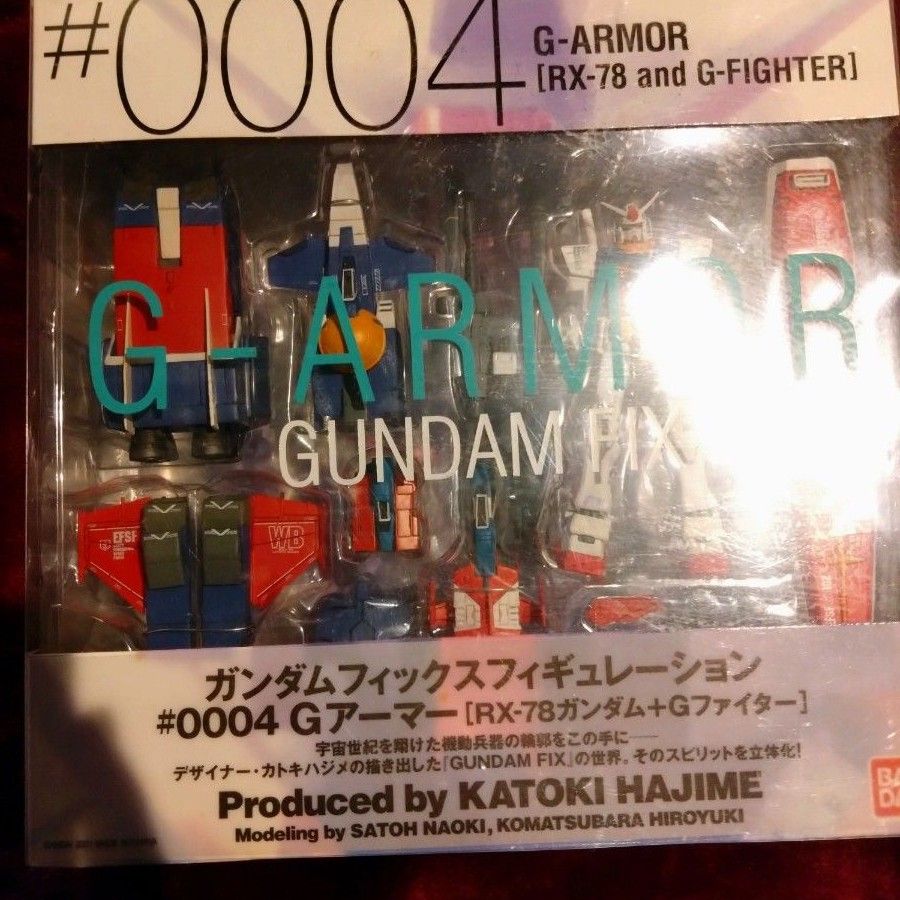 #0004
G-ARMOR
[RX-78 and G-FIGHTER]
G-ARMOR
GUNDAM FIX
EFSF
WB
ガンダムフィックスフィギュレーション
#0004 Gアーマー[RX-78ガンダム+Gファイター]
宇宙世紀を翔けた機動兵器の輪郭をこの手に──
デザイナー・カトキハジメの描き出した『GUNDAM FIX』の世界。そのスピリットを立体化!
Produced by KATOKI HAJIME
Modeling by SATOH NAOKI, KOMATSUBARA HIROYUKI